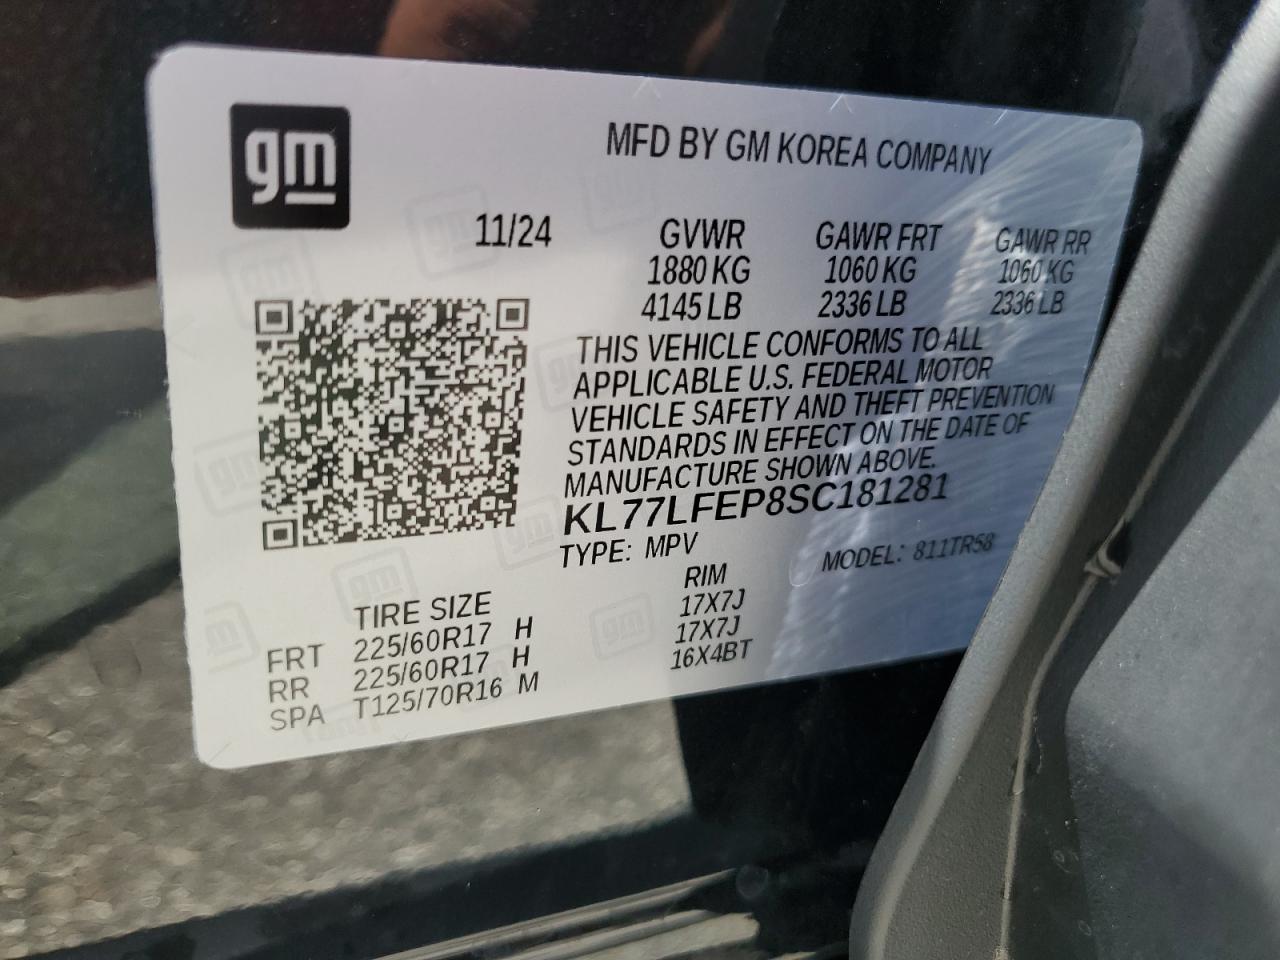 gm
MFD BY GM KOREA COMPANY
11/24 GVWR GAWR FRT GAWR RR
1880 KG 1060 KG 1060 KG
4145 LB 2336 LB 2336 LB
THIS VEHICLE CONFORMS TO ALL
APPLICABLE U.S. FEDERAL MOTOR
VEHICLE SAFETY AND THEFT PREVENTION
STANDARDS IN EFFECT ON THE DATE OF
MANUFACTURE SHOWN ABOVE.
KL77LFEP8SC181281
TYPE: MPV MODEL: 811TR58
TIRE SIZE RIM
FRT 225/60R17 H 17X7J
RR 225/60R17 H 17X7J
SPA T125/70R16 M 16X4BT